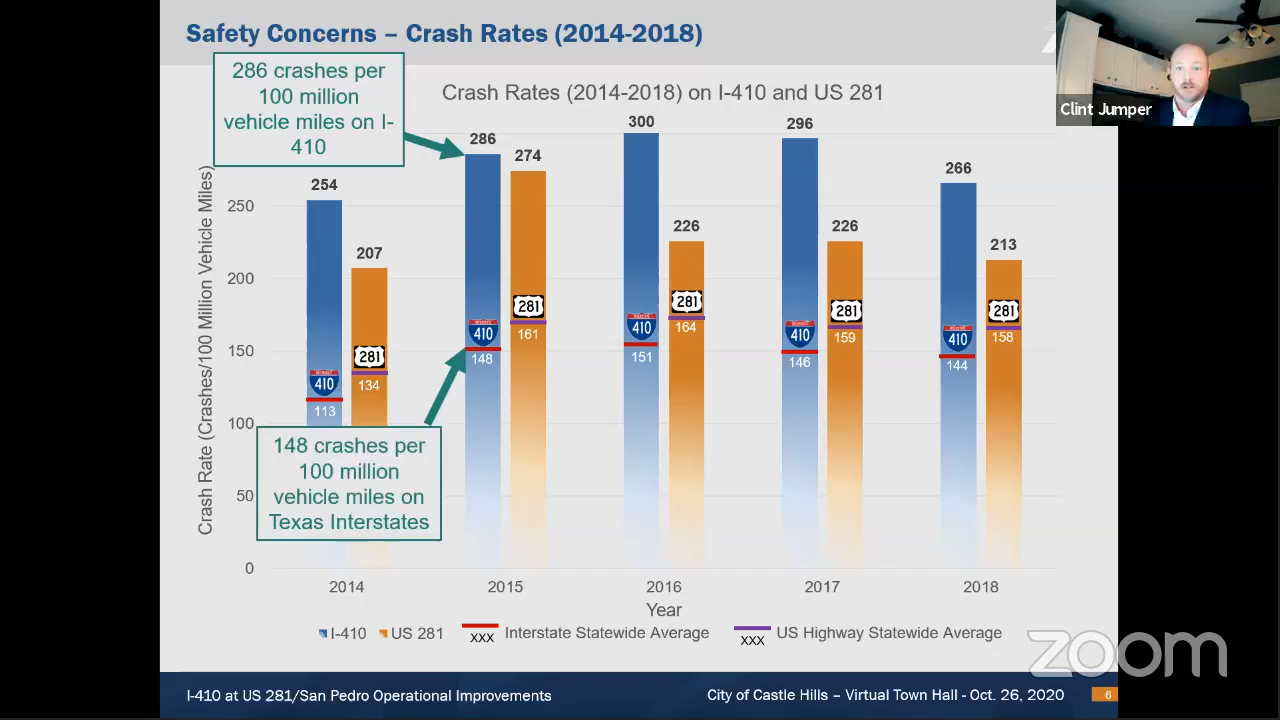 Safety Concerns – Crash Rates (2014-2018)
Clint Jumper
286 crashes per
100 million
vehicle miles on I-
410
Crash Rates (2014-2018) on I-410 and US 281
Crash Rate (Crashes/100 Million Vehicle Miles)
250
200
150
100
50
0
254
207
286
274
300
226
296
226
266
213
410
281
410
281
410
281
410
281
410
281
113
134
148
161
151
164
146
159
144
158
148 crashes per
100 million
vehicle miles on
Texas Interstates
2014
2015
2016
2017
2018
Year
I-410
US 281
XXX
Interstate Statewide Average
XXX
US Highway Statewide Average
zoom
I-410 at US 281/San Pedro Operational Improvements
City of Castle Hills – Virtual Town Hall - Oct. 26, 2020
6